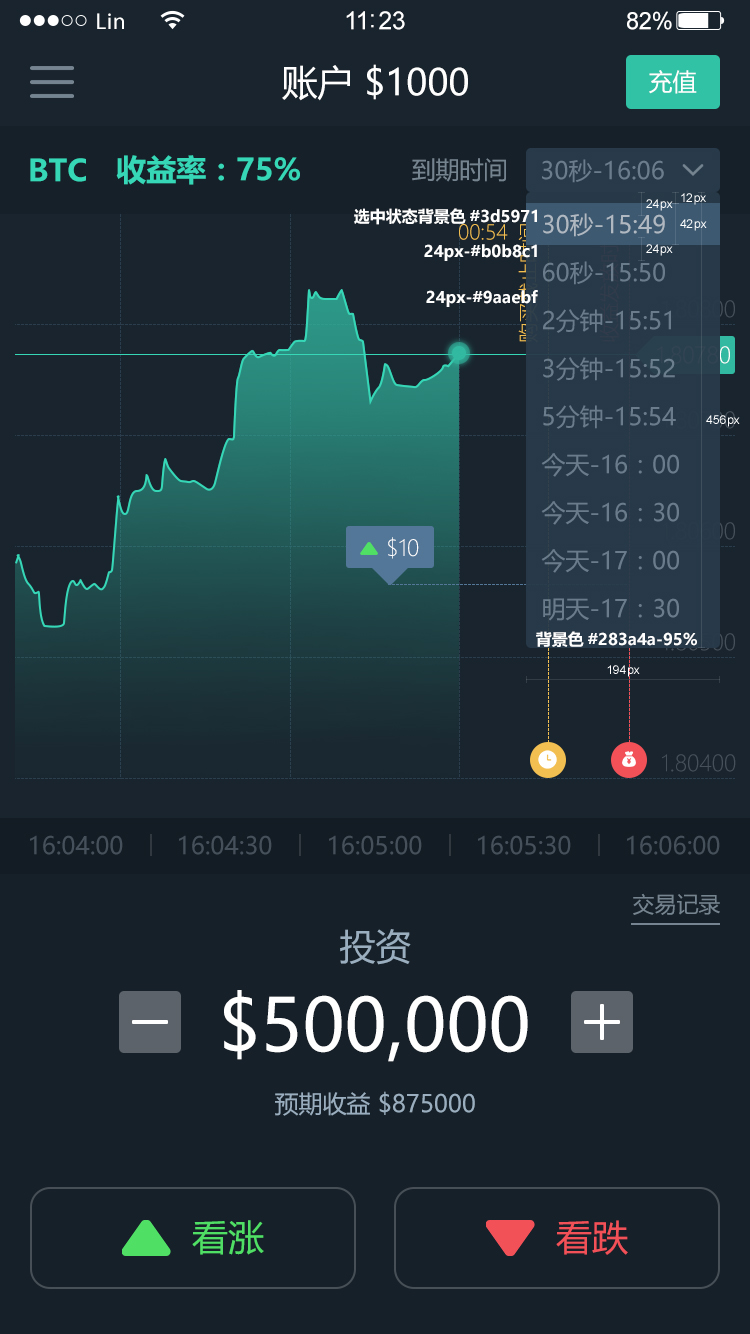 Lin
11:23
82%
账户 $1000
充值
BTC 收益率：75%
到期时间
30秒-16:06
12px
24px
选中状态背景色 #3d5971
30秒-15:49
42px
00:54
24px-#b0b8c1
24px
60秒-15:50
24px-#9aaebf
2分钟-15:51
3分钟-15:52
5分钟-15:54
456px
今天-16：00
今天-16：30
$10
今天-17：00
明天-17：30
背景色 #283a4a-95%
194px
1.80400
16:04:00
16:04:30
16:05:00
16:05:30
16:06:00
交易记录
投资
$500,000
预期收益 $875000
看涨
看跌